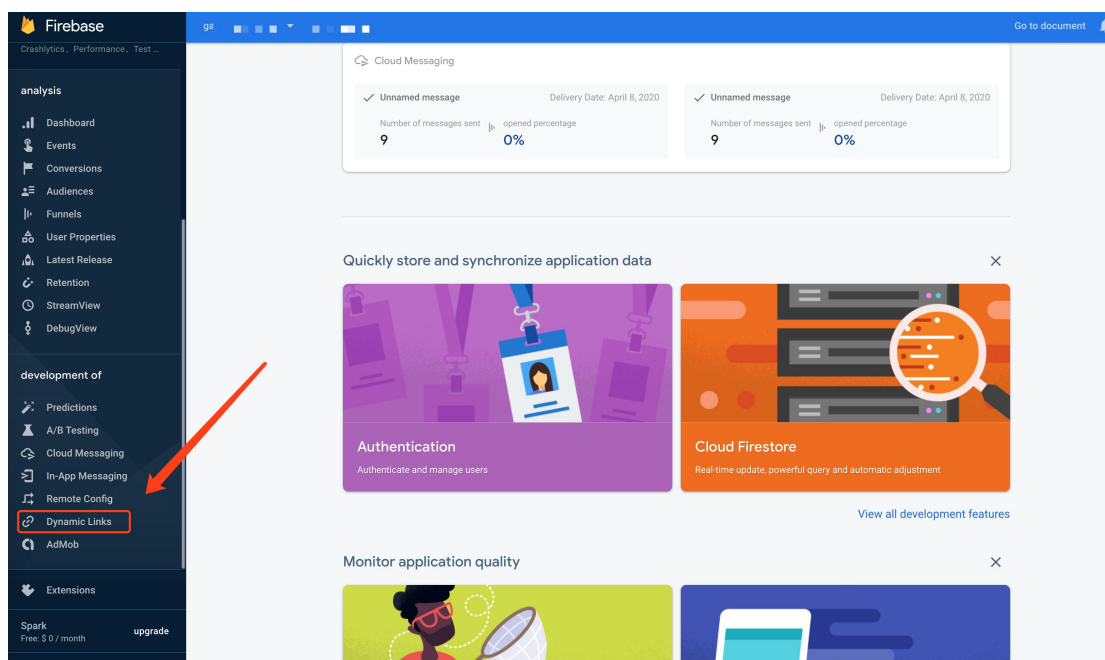 Firebase
Go to document
Crashlytics、Performance、Test ...
analysis
Dashboard
Events
Conversions
Audiences
Funnels
User Properties
Latest Release
Retention
StreamView
DebugView
development of
Predictions
A/B Testing
Cloud Messaging
In-App Messaging
Remote Config
Dynamic Links
AdMob
Extensions
Spark
Free: $ 0 / month
upgrade
Cloud Messaging
Unnamed message
Delivery Date: April 8, 2020
Number of messages sent
opened percentage
9
0%
Unnamed message
Delivery Date: April 8, 2020
Number of messages sent
opened percentage
9
0%
Quickly store and synchronize application data
Authentication
Authenticate and manage users
Cloud Firestore
Real-time update, powerful query and automatic adjustment
View all development features
Monitor application quality